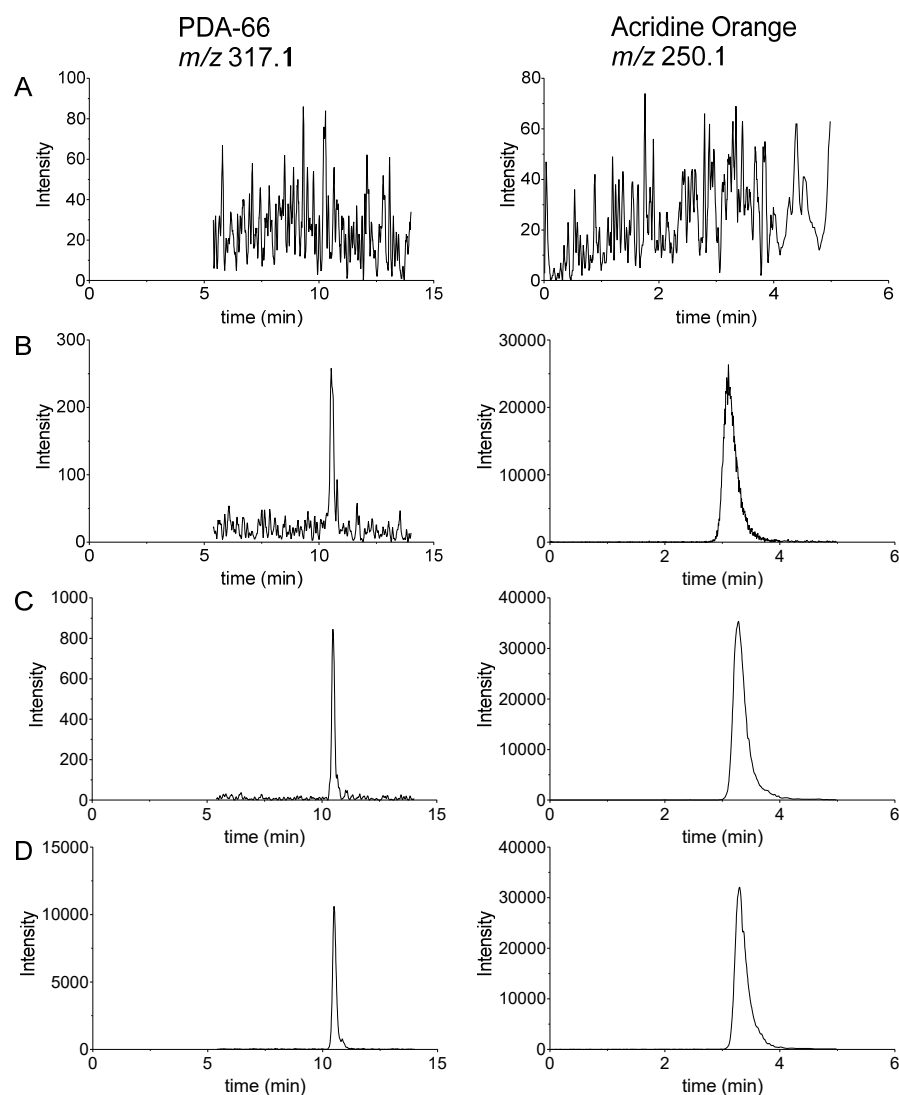 PDA-66
m/z 317.1
Acridine Orange
m/z 250.1
A
Intensity
100
80
60
40
20
0
0 5 10 15
time (min)
Intensity
80
60
40
20
0
0 2 4 6
time (min)
B
Intensity
300
200
100
0
0 5 10 15
time (min)
Intensity
30000
20000
10000
0
0 2 4 6
time (min)
C
Intensity
1000
800
600
400
200
0
0 5 10 15
time (min)
Intensity
40000
30000
20000
10000
0
0 2 4 6
time (min)
D
Intensity
15000
10000
5000
0
0 5 10 15
time (min)
Intensity
40000
30000
20000
10000
0
0 2 4 6
time (min)